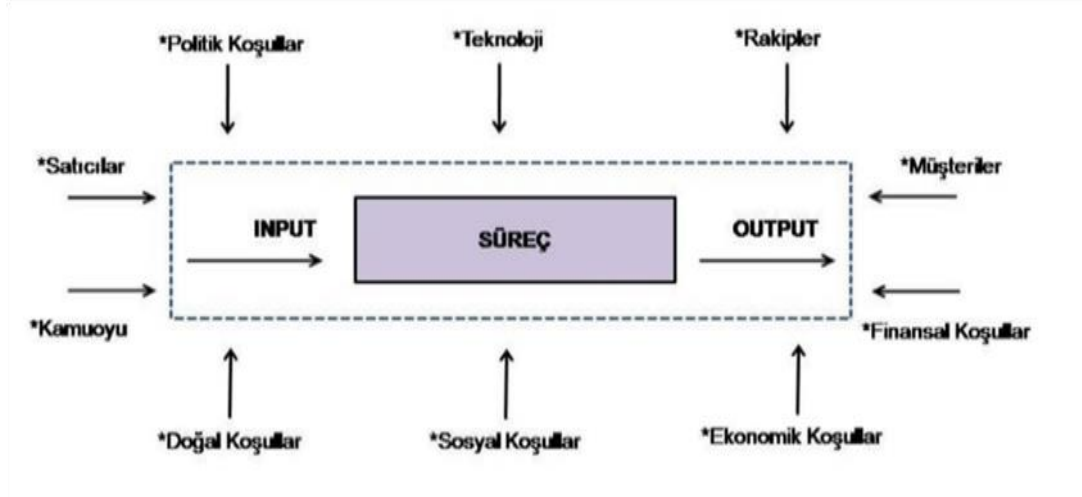 *Politik Koşullar
*Teknoloji
*Rakipler
*Satıcılar
*Müşteriler
INPUT
SÜREÇ
OUTPUT
*Kamuoyu
*Finansal Koşullar
*Doğal Koşullar
*Sosyal Koşullar
*Ekonomik Koşullar